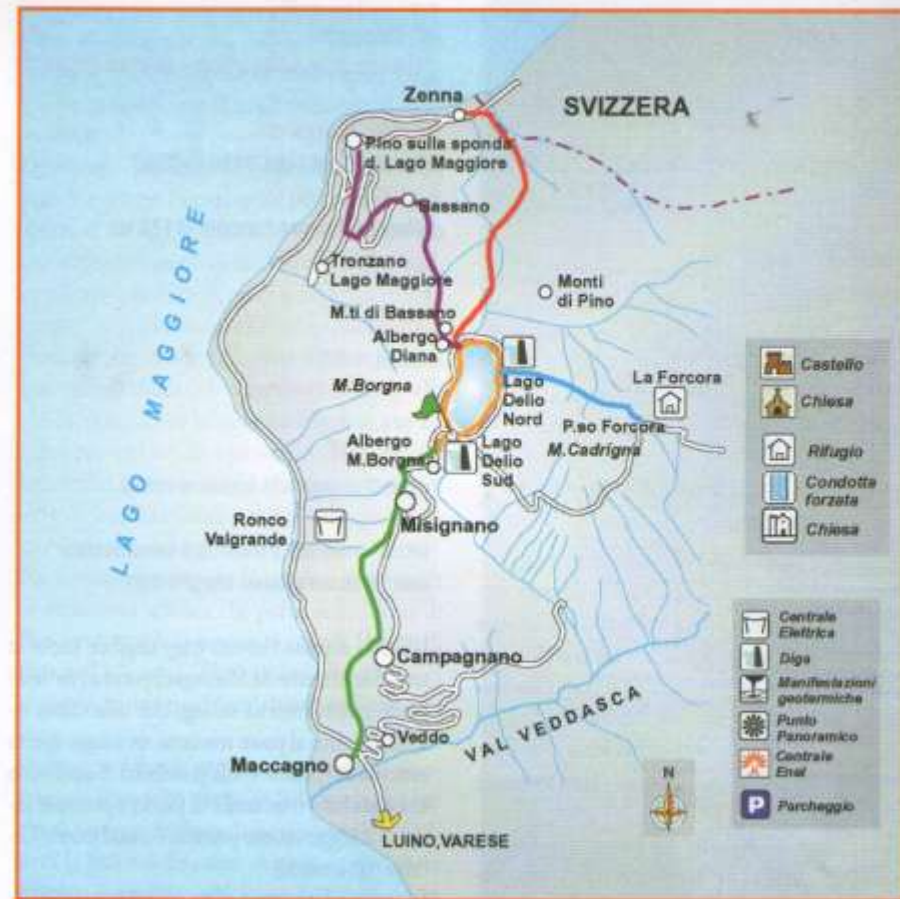 Zenna
SVIZZERA
Pino sulla sponda
d. Lago Maggiore
Bassano
LAGO MAGGIORE
Tronzano
Lago Maggiore
Monti
di Pino
M.ti di Bassano
Albergo
Diana
M.Borgna
Lago
Delio
Nord
La Forcora
P.so Forcora
M.Cadrigna
Albergo
M.Borgna
Lago
Delio
Sud
Misignano
Ronco
Valgrande
Campagnano
Veddo
VAL VEDDASCA
Maccagno
LUINO,VARESE
N
Castello
Chiesa
Rifugio
Condotta
forzata
Chiesa
Centrale
Elettrica
Diga
Manifestazioni
geotermiche
Punto
Panoramico
Centrale
Enel
P
Parcheggio